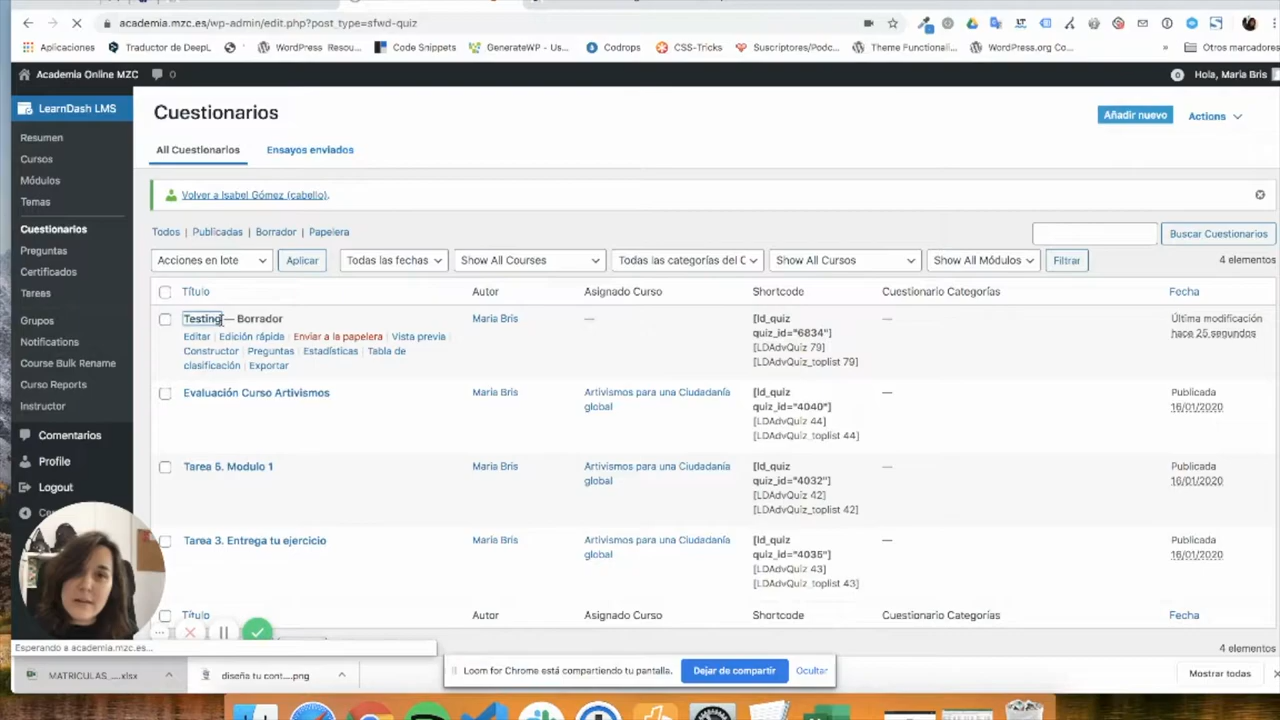 academia.mzc.es/wp-admin/edit.php?post_type=sfwd-quiz
Aplicaciones Traductor de DeepL WordPress Resou... Code Snippets GenerateWP - Us... Codrops CSS-Tricks Suscriptores/Podc... Theme Functionali... WordPress.org Co... » Otros marcadores
Academia Online MZC 0 0 Hola, Maria Bris
LearnDash LMS
Resumen
Cursos
Módulos
Temas
Cuestionarios
Preguntas
Certificados
Tareas
Grupos
Notifications
Course Bulk Rename
Curso Reports
Instructor
Comentarios
Profile
Logout
Cuestionarios
Añadir nuevo Actions
All Cuestionarios Ensayos enviados
Volver a Isabel Gómez (cabello).
Todos | Publicadas | Borrador | Papelera
Buscar Cuestionarios
Acciones en lote Aplicar Todas las fechas Show All Courses Todas las categorías del C Show All Cursos Show All Módulos Filtrar 4 elementos
Título Autor Asignado Curso Shortcode Cuestionario Categorías Fecha
Testing — Borrador
Editar | Edición rápida | Enviar a la papelera | Vista previa |
Constructor | Preguntas | Estadísticas | Tabla de
clasificación | Exportar
Maria Bris
—
[ld_quiz
quiz_id="6834"]
[LDAdvQuiz 79]
[LDAdvQuiz_toplist 79]
—
Última modificación
hace 25 segundos
Evaluación Curso Artivismos
Maria Bris
Artivismos para una Ciudadanía
global
[ld_quiz
quiz_id="4040"]
[LDAdvQuiz 44]
[LDAdvQuiz_toplist 44]
—
Publicada
16/01/2020
Tarea 5. Modulo 1
Maria Bris
Artivismos para una Ciudadanía
global
[ld_quiz
quiz_id="4032"]
[LDAdvQuiz 42]
[LDAdvQuiz_toplist 42]
—
Publicada
16/01/2020
Tarea 3. Entrega tu ejercicio
Maria Bris
Artivismos para una Ciudadanía
global
[ld_quiz
quiz_id="4035"]
[LDAdvQuiz 43]
[LDAdvQuiz_toplist 43]
—
Publicada
16/01/2020
Título Autor Asignado Curso Shortcode Cuestionario Categorías Fecha
4 elementos
Esperando a academia.mzc.es...
MATRICULAS_....xlsx diseña tu cont....png
Loom for Chrome está compartiendo tu pantalla. Dejar de compartir Ocultar
Mostrar todas